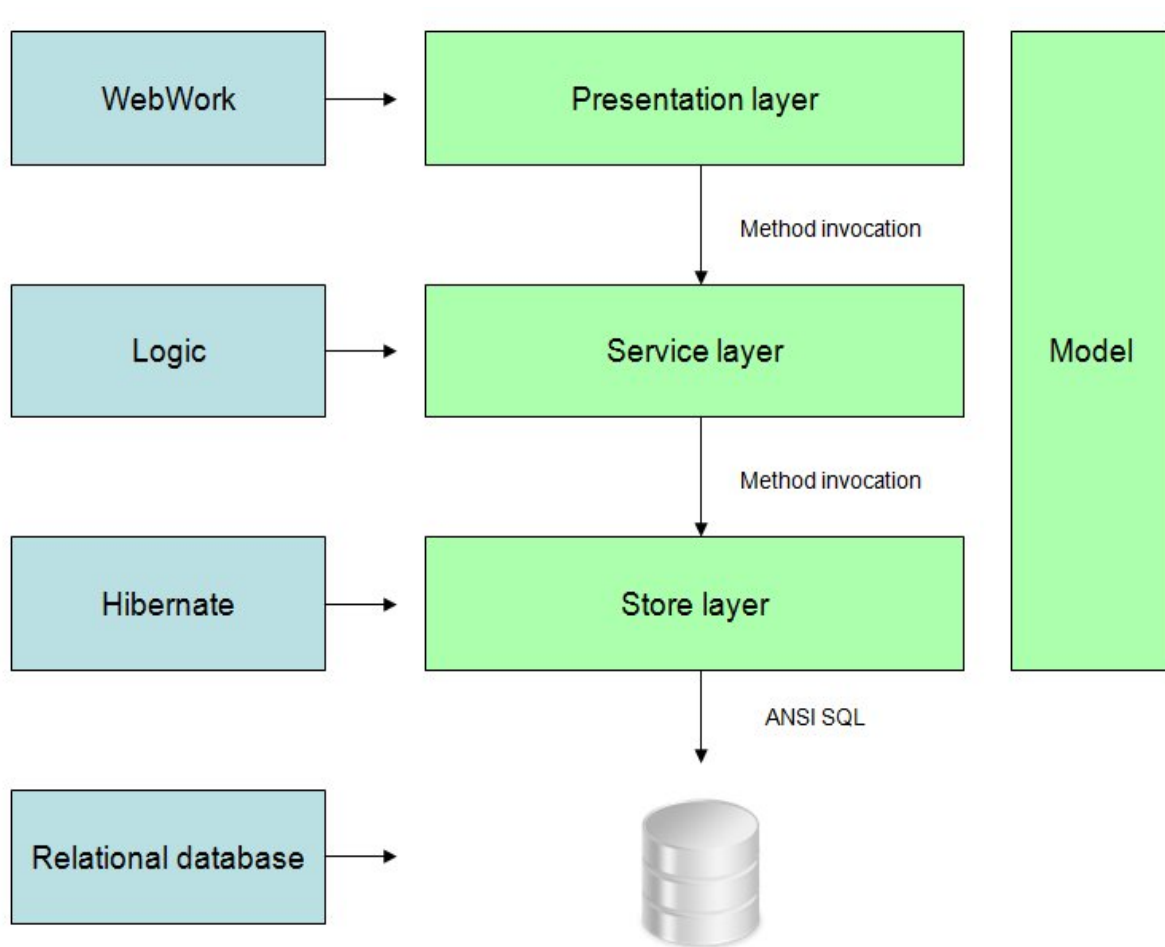 WebWork
Presentation layer
Method invocation
Logic
Service layer
Model
Method invocation
Hibernate
Store layer
ANSI SQL
Relational database